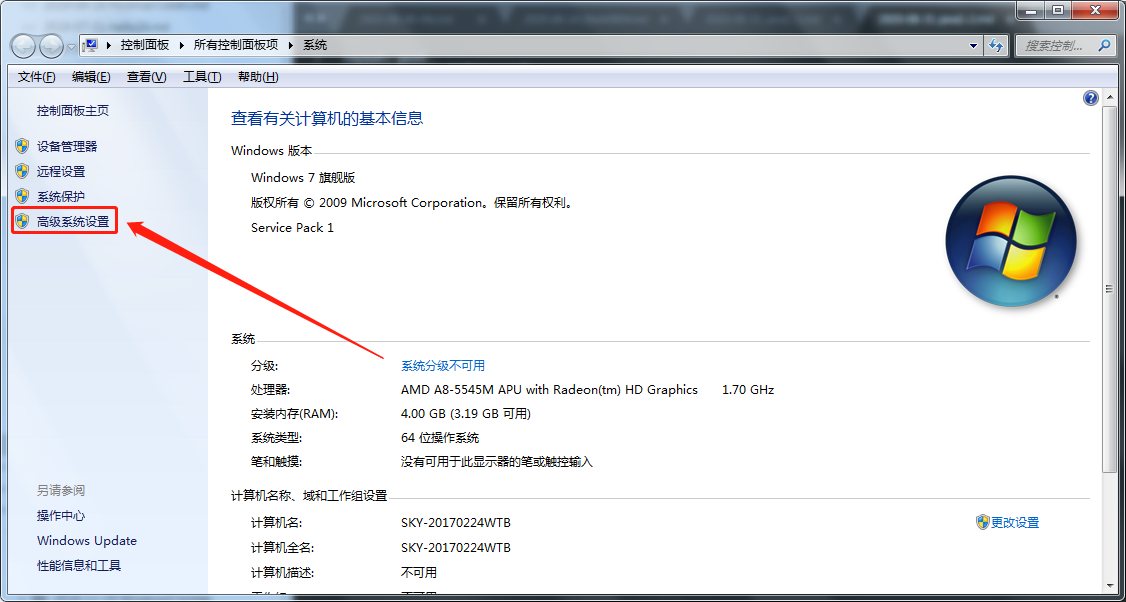 控制面板 ▸ 所有控制面板项 ▸ 系统
搜索控制...
文件(F) 编辑(E) 查看(V) 工具(T) 帮助(H)
控制面板主页
设备管理器
远程设置
系统保护
高级系统设置
另请参阅
操作中心
Windows Update
性能信息和工具
查看有关计算机的基本信息
Windows 版本
Windows 7 旗舰版
版权所有 © 2009 Microsoft Corporation。保留所有权利。
Service Pack 1
系统
分级: 系统分级不可用
处理器: AMD A8-5545M APU with Radeon(tm) HD Graphics 1.70 GHz
安装内存(RAM): 4.00 GB (3.19 GB 可用)
系统类型: 64 位操作系统
笔和触摸: 没有可用于此显示器的笔或触控输入
计算机名称、域和工作组设置
计算机名: SKY-20170224WTB 更改设置
计算机全名: SKY-20170224WTB
计算机描述: 不可用